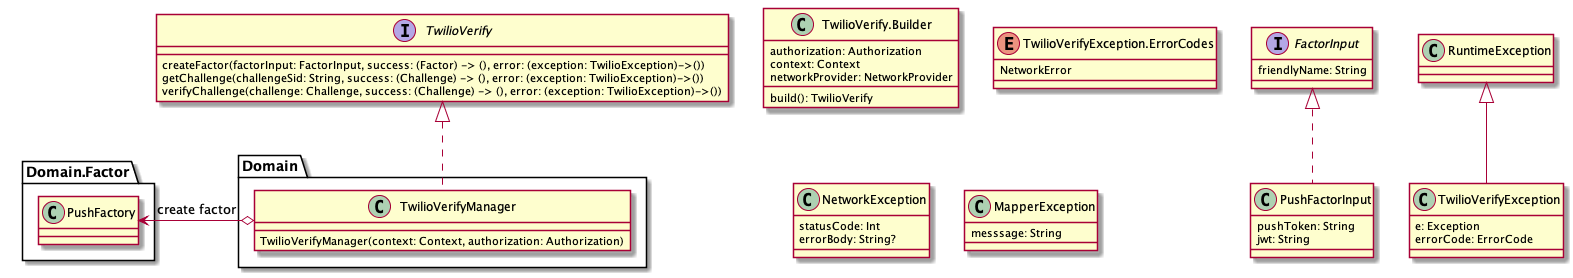 I TwilioVerify
createFactor(factorInput: FactorInput, success: (Factor) -> (), error: (exception: TwilioException)->())
getChallenge(challengeSid: String, success: (Challenge) -> (), error: (exception: TwilioException)->())
verifyChallenge(challenge: Challenge, success: (Challenge) -> (), error: (exception: TwilioException)->())
C TwilioVerify.Builder
authorization: Authorization
context: Context
networkProvider: NetworkProvider
build(): TwilioVerify
E TwilioVerifyException.ErrorCodes
NetworkError
I FactorInput
friendlyName: String
C RuntimeException
Domain.Factor
C PushFactory
create factor
Domain
C TwilioVerifyManager
TwilioVerifyManager(context: Context, authorization: Authorization)
C NetworkException
statusCode: Int
errorBody: String?
C MapperException
messsage: String
C PushFactorInput
pushToken: String
jwt: String
C TwilioVerifyException
e: Exception
errorCode: ErrorCode